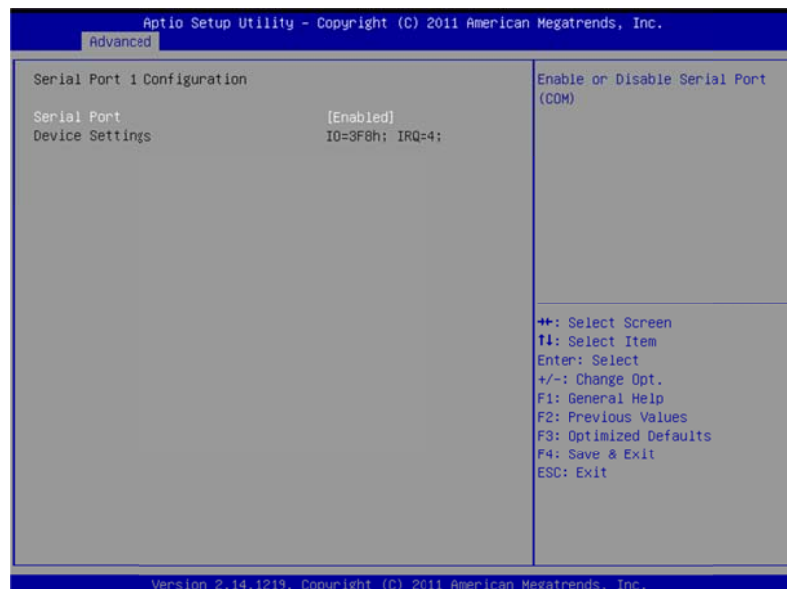 Aptio Setup Utility – Copyright (C) 2011 American Megatrends, Inc.
Advanced
Serial Port 1 Configuration
Serial Port [Enabled]
Device Settings IO=3F8h; IRQ=4;
Enable or Disable Serial Port
(COM)
→←: Select Screen
↑↓: Select Item
Enter: Select
+/-: Change Opt.
F1: General Help
F2: Previous Values
F3: Optimized Defaults
F4: Save & Exit
ESC: Exit
Version 2.14.1219. Copyright (C) 2011 American Megatrends, Inc.